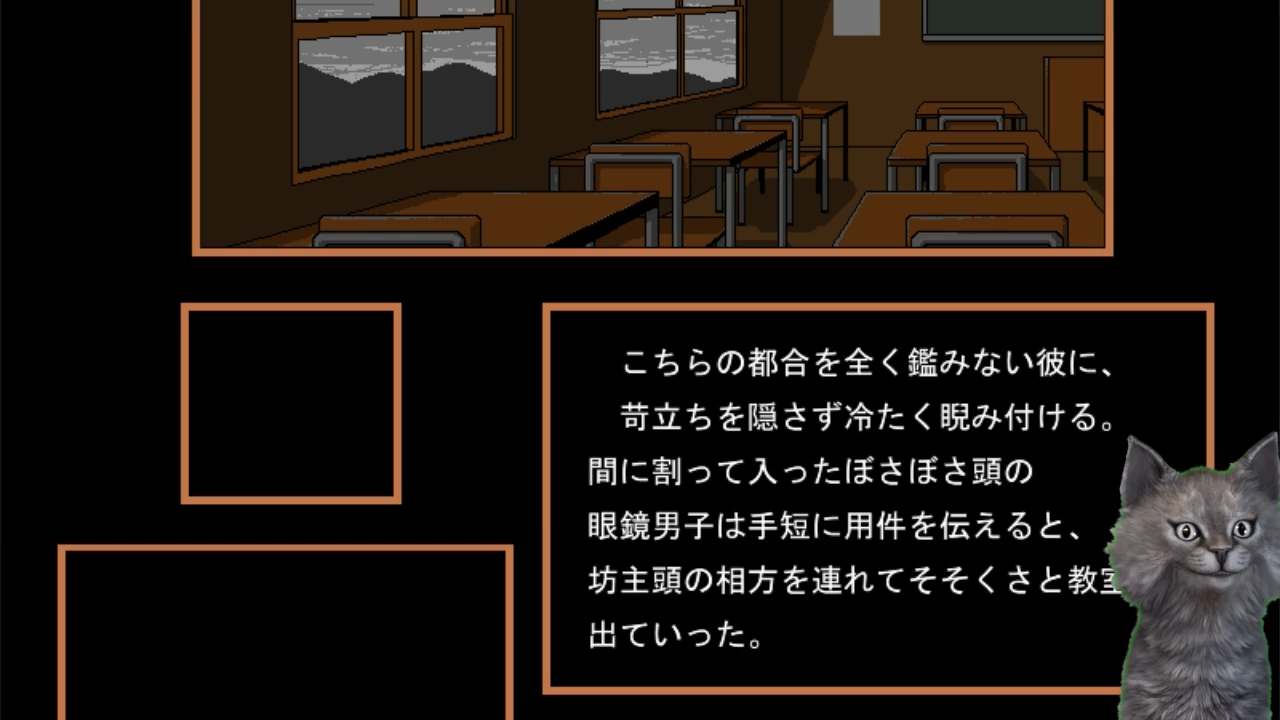 こちらの都合を全く鑑みない彼に、
苛立ちを隠さず冷たく睨み付ける。
間に割って入ったぼさぼさ頭の
眼鏡男子は手短に用件を伝えると、
坊主頭の相方を連れてそそくさと教室
出ていった。